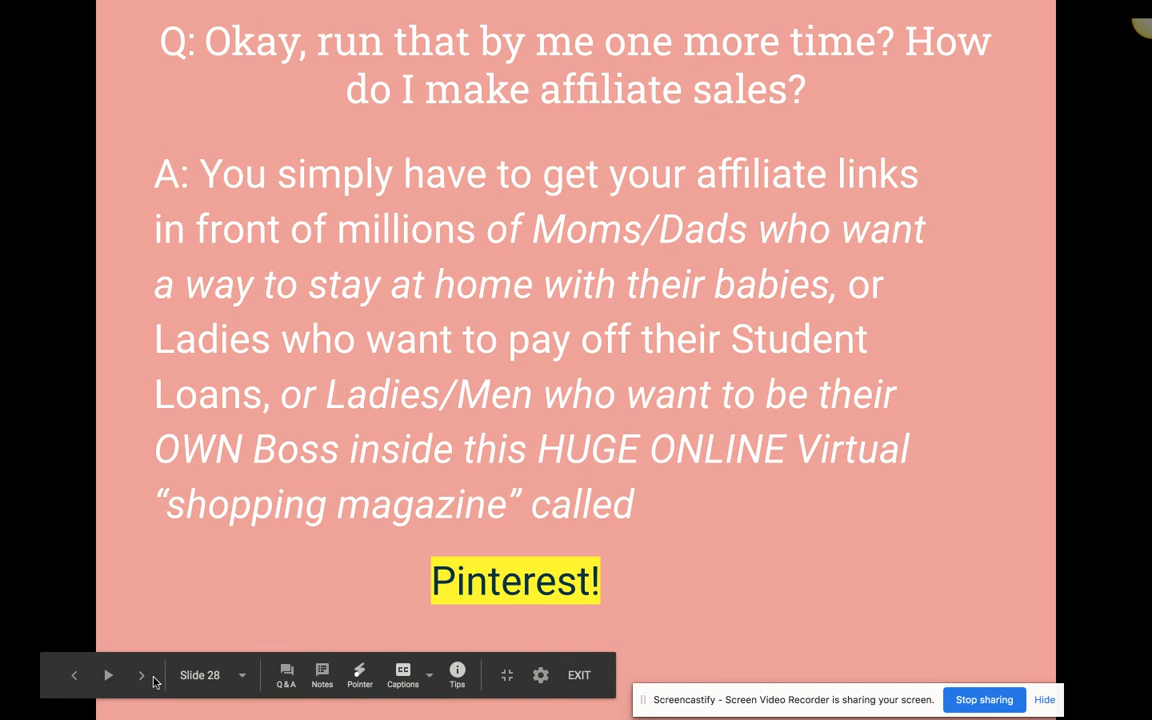 Q: Okay, run that by me one more time? How
do I make affiliate sales?
A: You simply have to get your affiliate links
in front of millions of Moms/Dads who want
a way to stay at home with their babies, or
Ladies who want to pay off their Student
Loans, or Ladies/Men who want to be their
OWN Boss inside this HUGE ONLINE Virtual
“shopping magazine” called
Pinterest!
Slide 28
Q & A
Notes
Pointer
CC
Captions
Tips
EXIT
Screencastify - Screen Video Recorder is sharing your screen.
Stop sharing
Hide